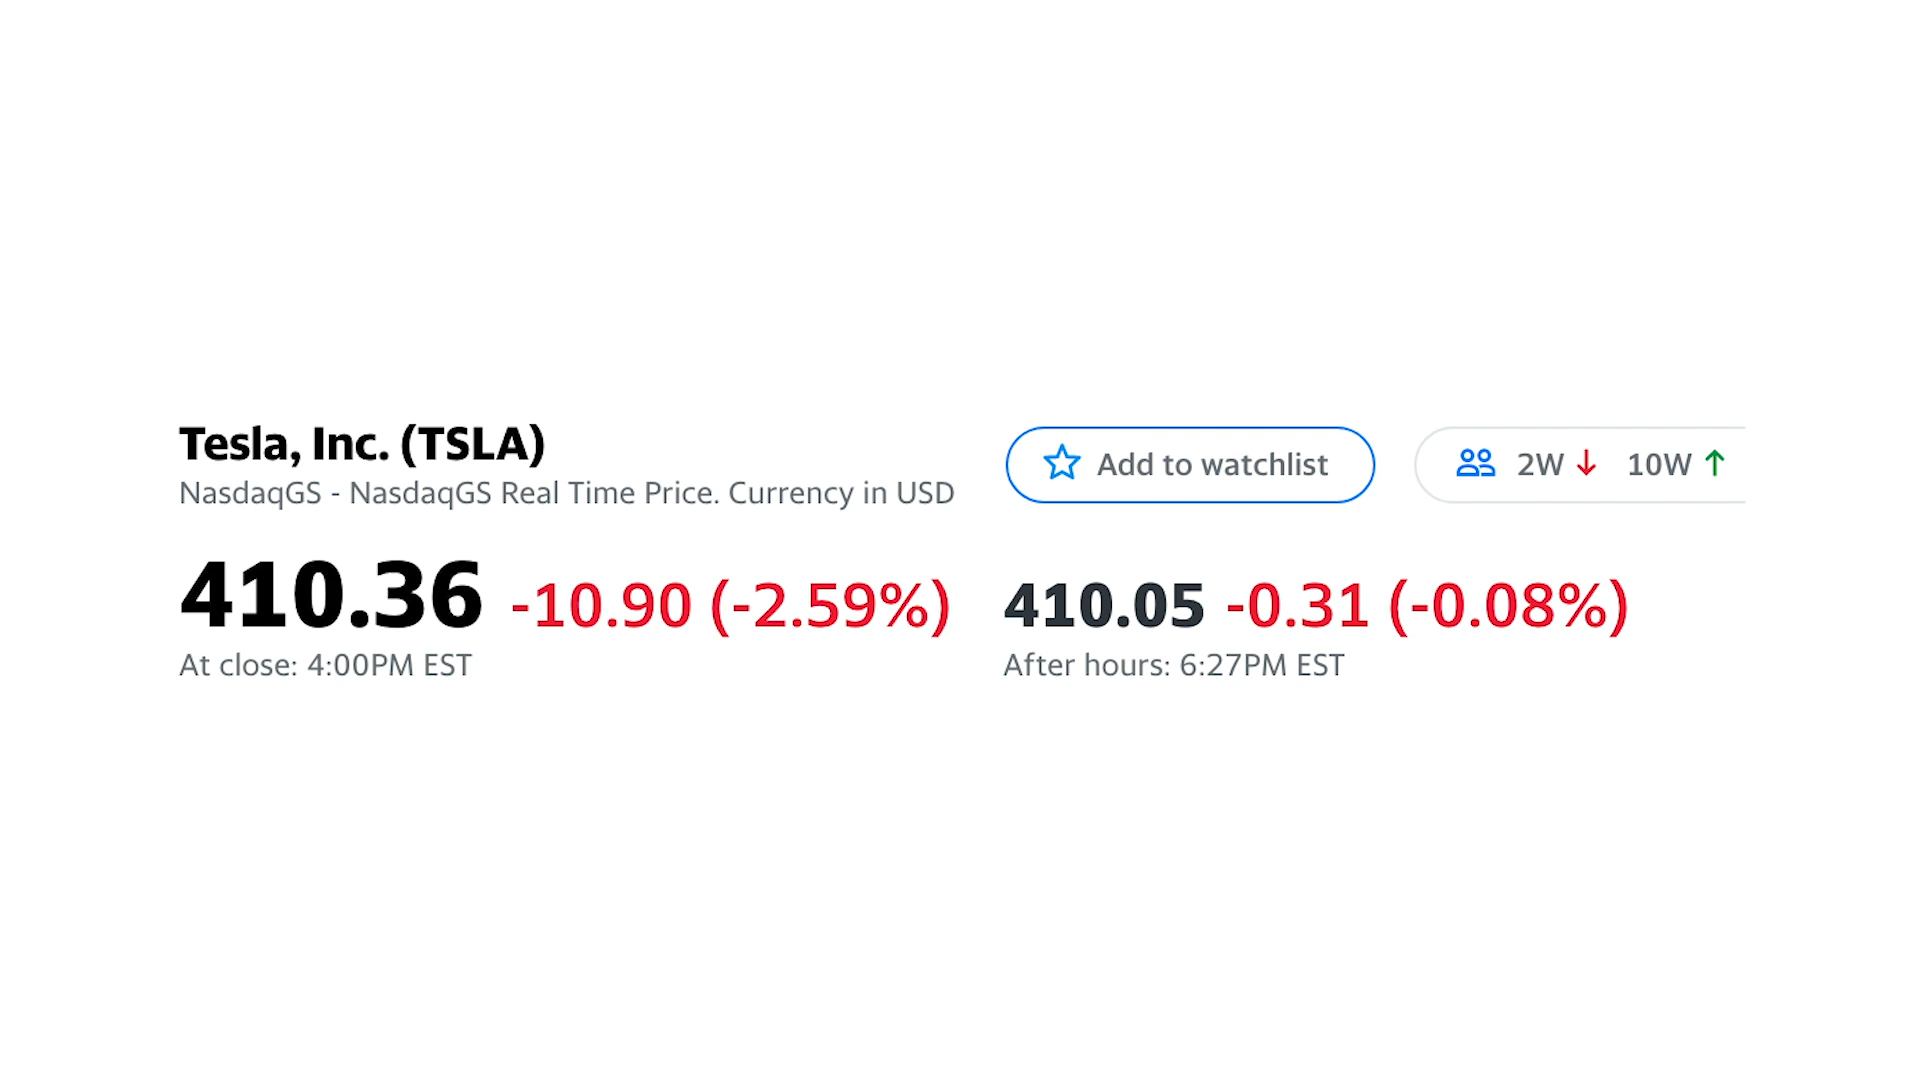 Tesla, Inc. (TSLA)
NasdaqGS - NasdaqGS Real Time Price. Currency in USD
Add to watchlist
2W 10W
410.36 -10.90 (-2.59%)
At close: 4:00PM EST
410.05 -0.31 (-0.08%)
After hours: 6:27PM EST